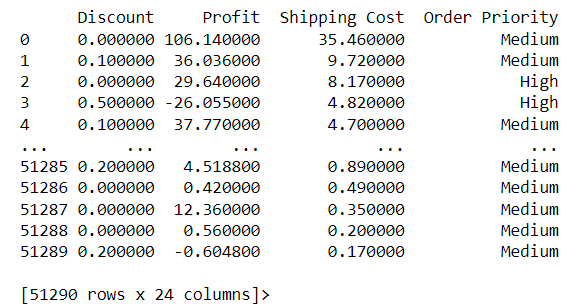 Discount Profit Shipping Cost Order Priority
0 0.000000 106.140000 35.460000 Medium
1 0.100000 36.036000 9.720000 Medium
2 0.000000 29.640000 8.170000 High
3 0.500000 -26.055000 4.820000 High
4 0.100000 37.770000 4.700000 Medium
... ... ... ... ...
51285 0.200000 4.518800 0.890000 Medium
51286 0.000000 0.420000 0.490000 Medium
51287 0.000000 12.360000 0.350000 Medium
51288 0.000000 0.560000 0.200000 Medium
51289 0.200000 -0.604800 0.170000 Medium
[51290 rows x 24 columns]>